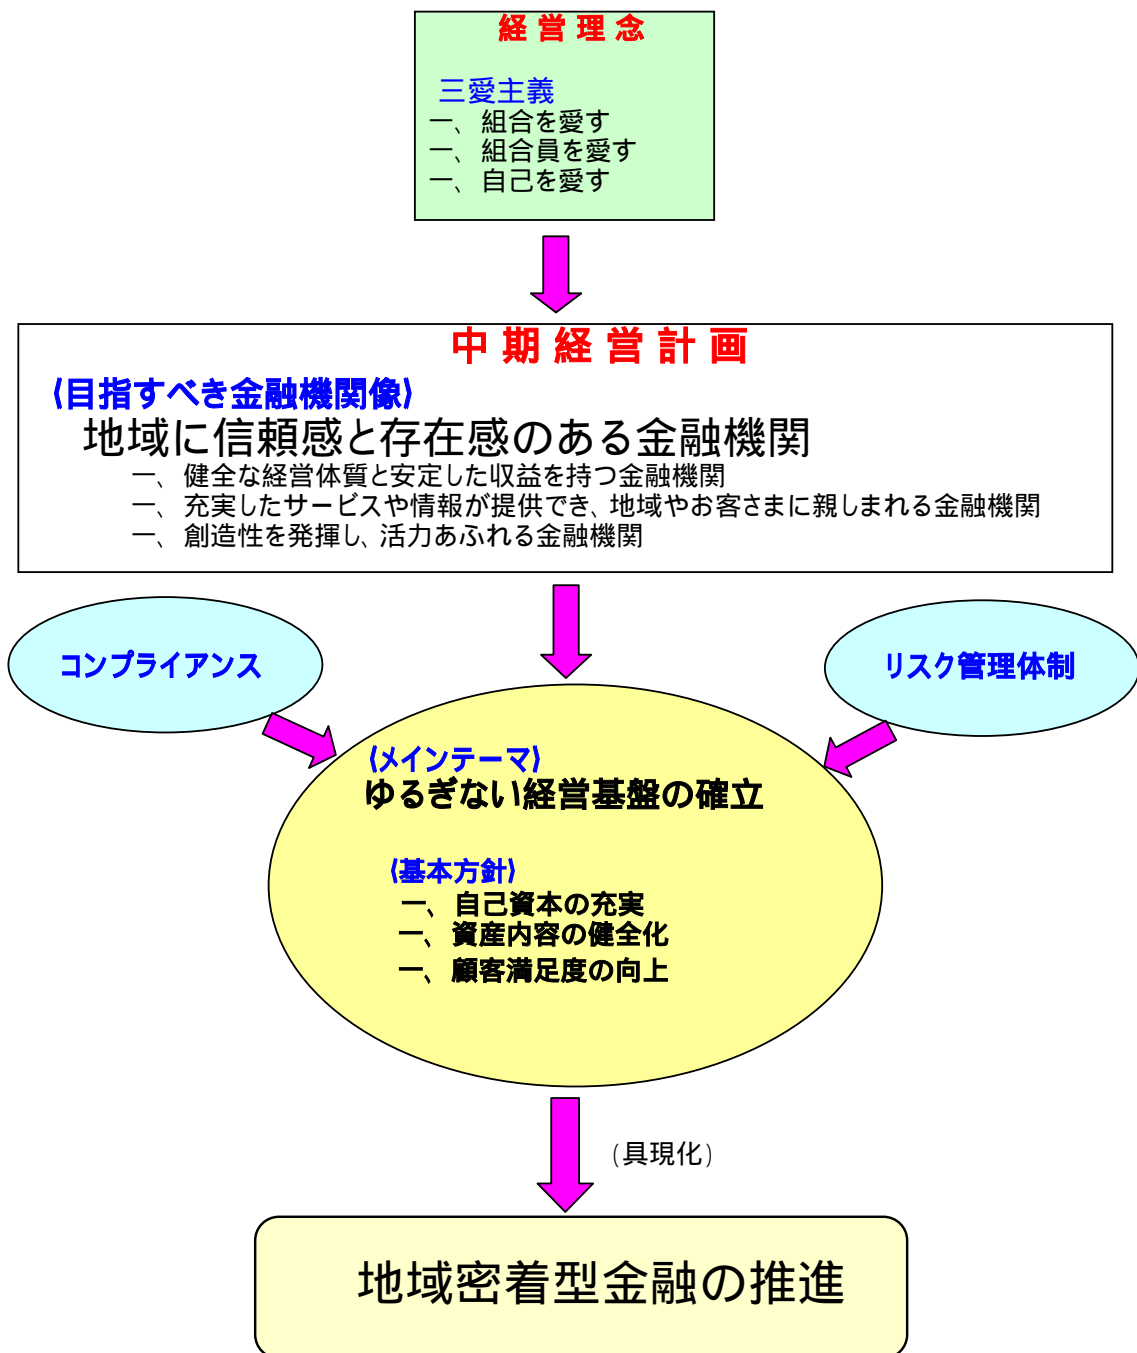 経営理念
三愛主義
一、組合を愛す
一、組合員を愛す
一、自己を愛す
中期経営計画
(目指すべき金融機関像)
地域に信頼感と存在感のある金融機関
一、健全な経営体質と安定した収益を持つ金融機関
一、充実したサービスや情報が提供でき、地域やお客さまに親しまれる金融機関
一、創造性を発揮し、活力あふれる金融機関
コンプライアンス
リスク管理体制
(メインテーマ)
ゆるぎない経営基盤の確立
(基本方針)
一、自己資本の充実
一、資産内容の健全化
一、顧客満足度の向上
(具現化)
地域密着型金融の推進